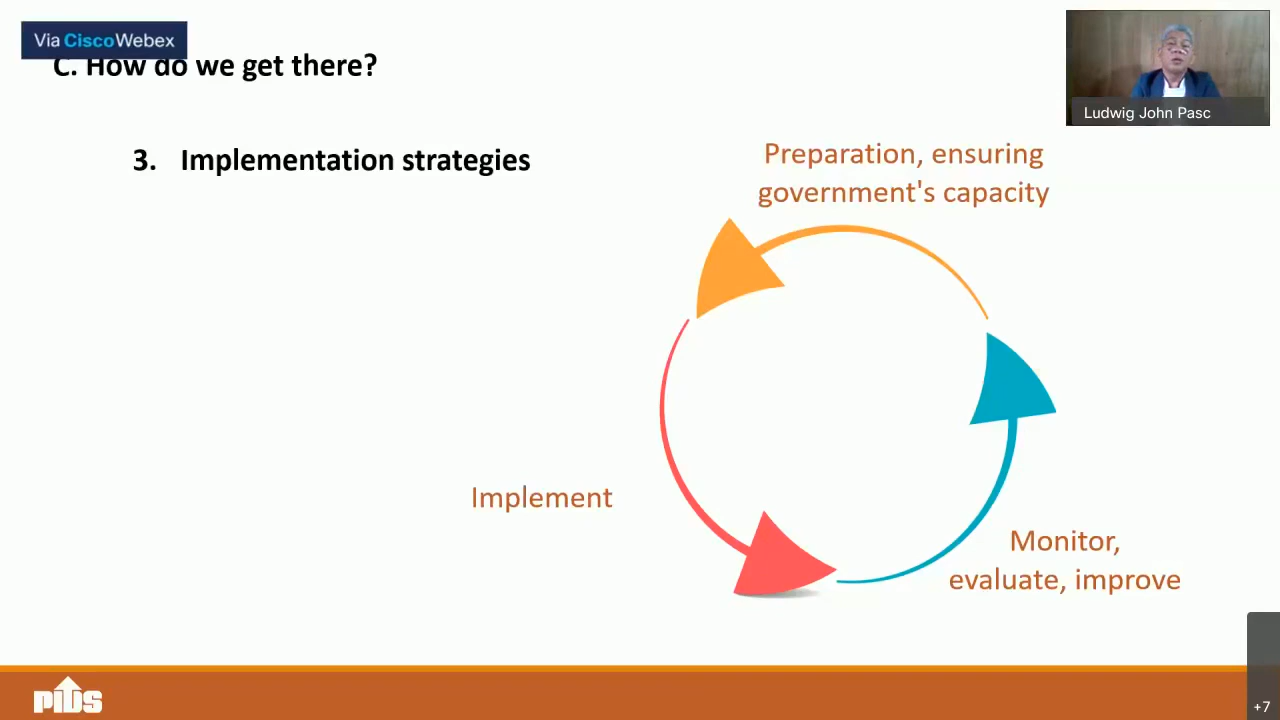 Via CiscoWebex
C. How do we get there?
Ludwig John Pasc
3. Implementation strategies
Preparation, ensuring
government's capacity
Implement
Monitor,
evaluate, improve
PIDS
+7